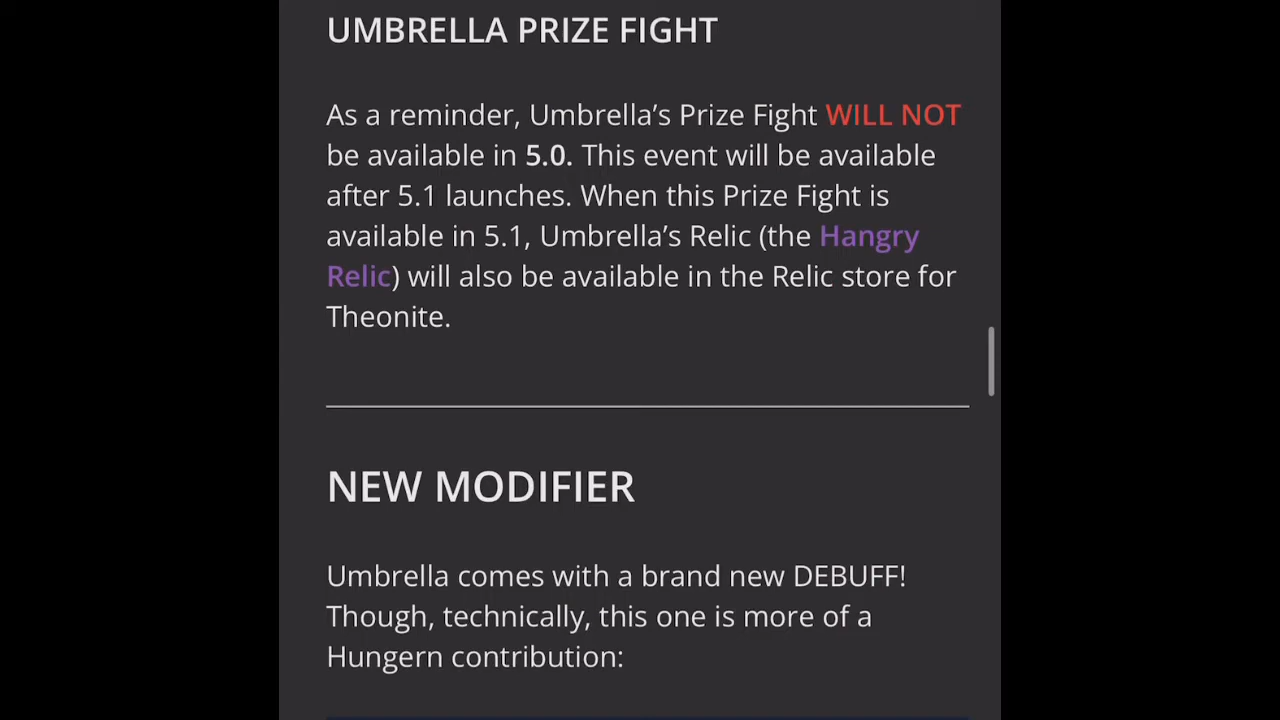 UMBRELLA PRIZE FIGHT
As a reminder, Umbrella’s Prize Fight WILL NOT
be available in 5.0. This event will be available
after 5.1 launches. When this Prize Fight is
available in 5.1, Umbrella’s Relic (the Hangry
Relic) will also be available in the Relic store for
Theonite.
NEW MODIFIER
Umbrella comes with a brand new DEBUFF!
Though, technically, this one is more of a
Hungern contribution: